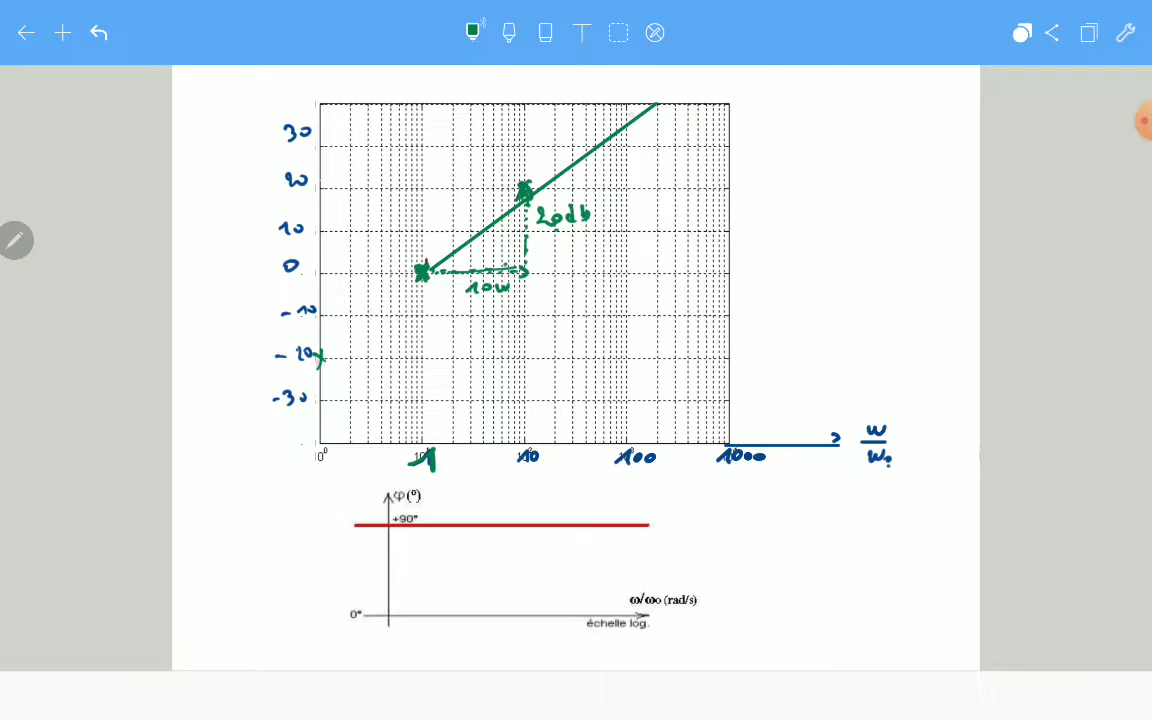 30
20
10
0
-10
-20
-30
20db
10w
10⁰
1
10
100
1000
w
w₀
φ(°)
+90°
0°
ω/ω₀ (rad/s)
échelle log.